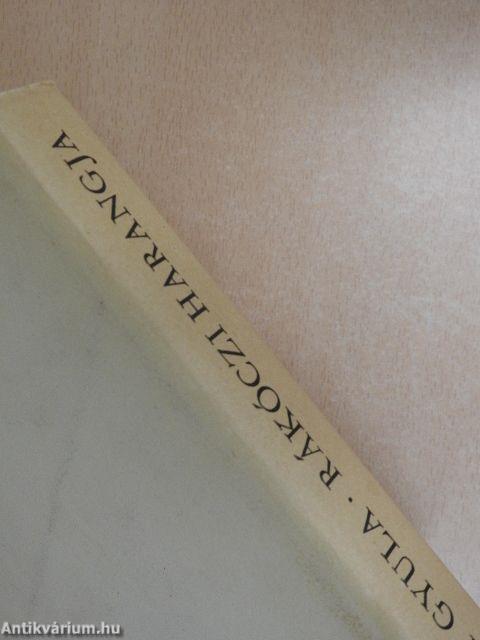 GYULA · RÁKÓCZI HARANGJA
Antikvárium.hu